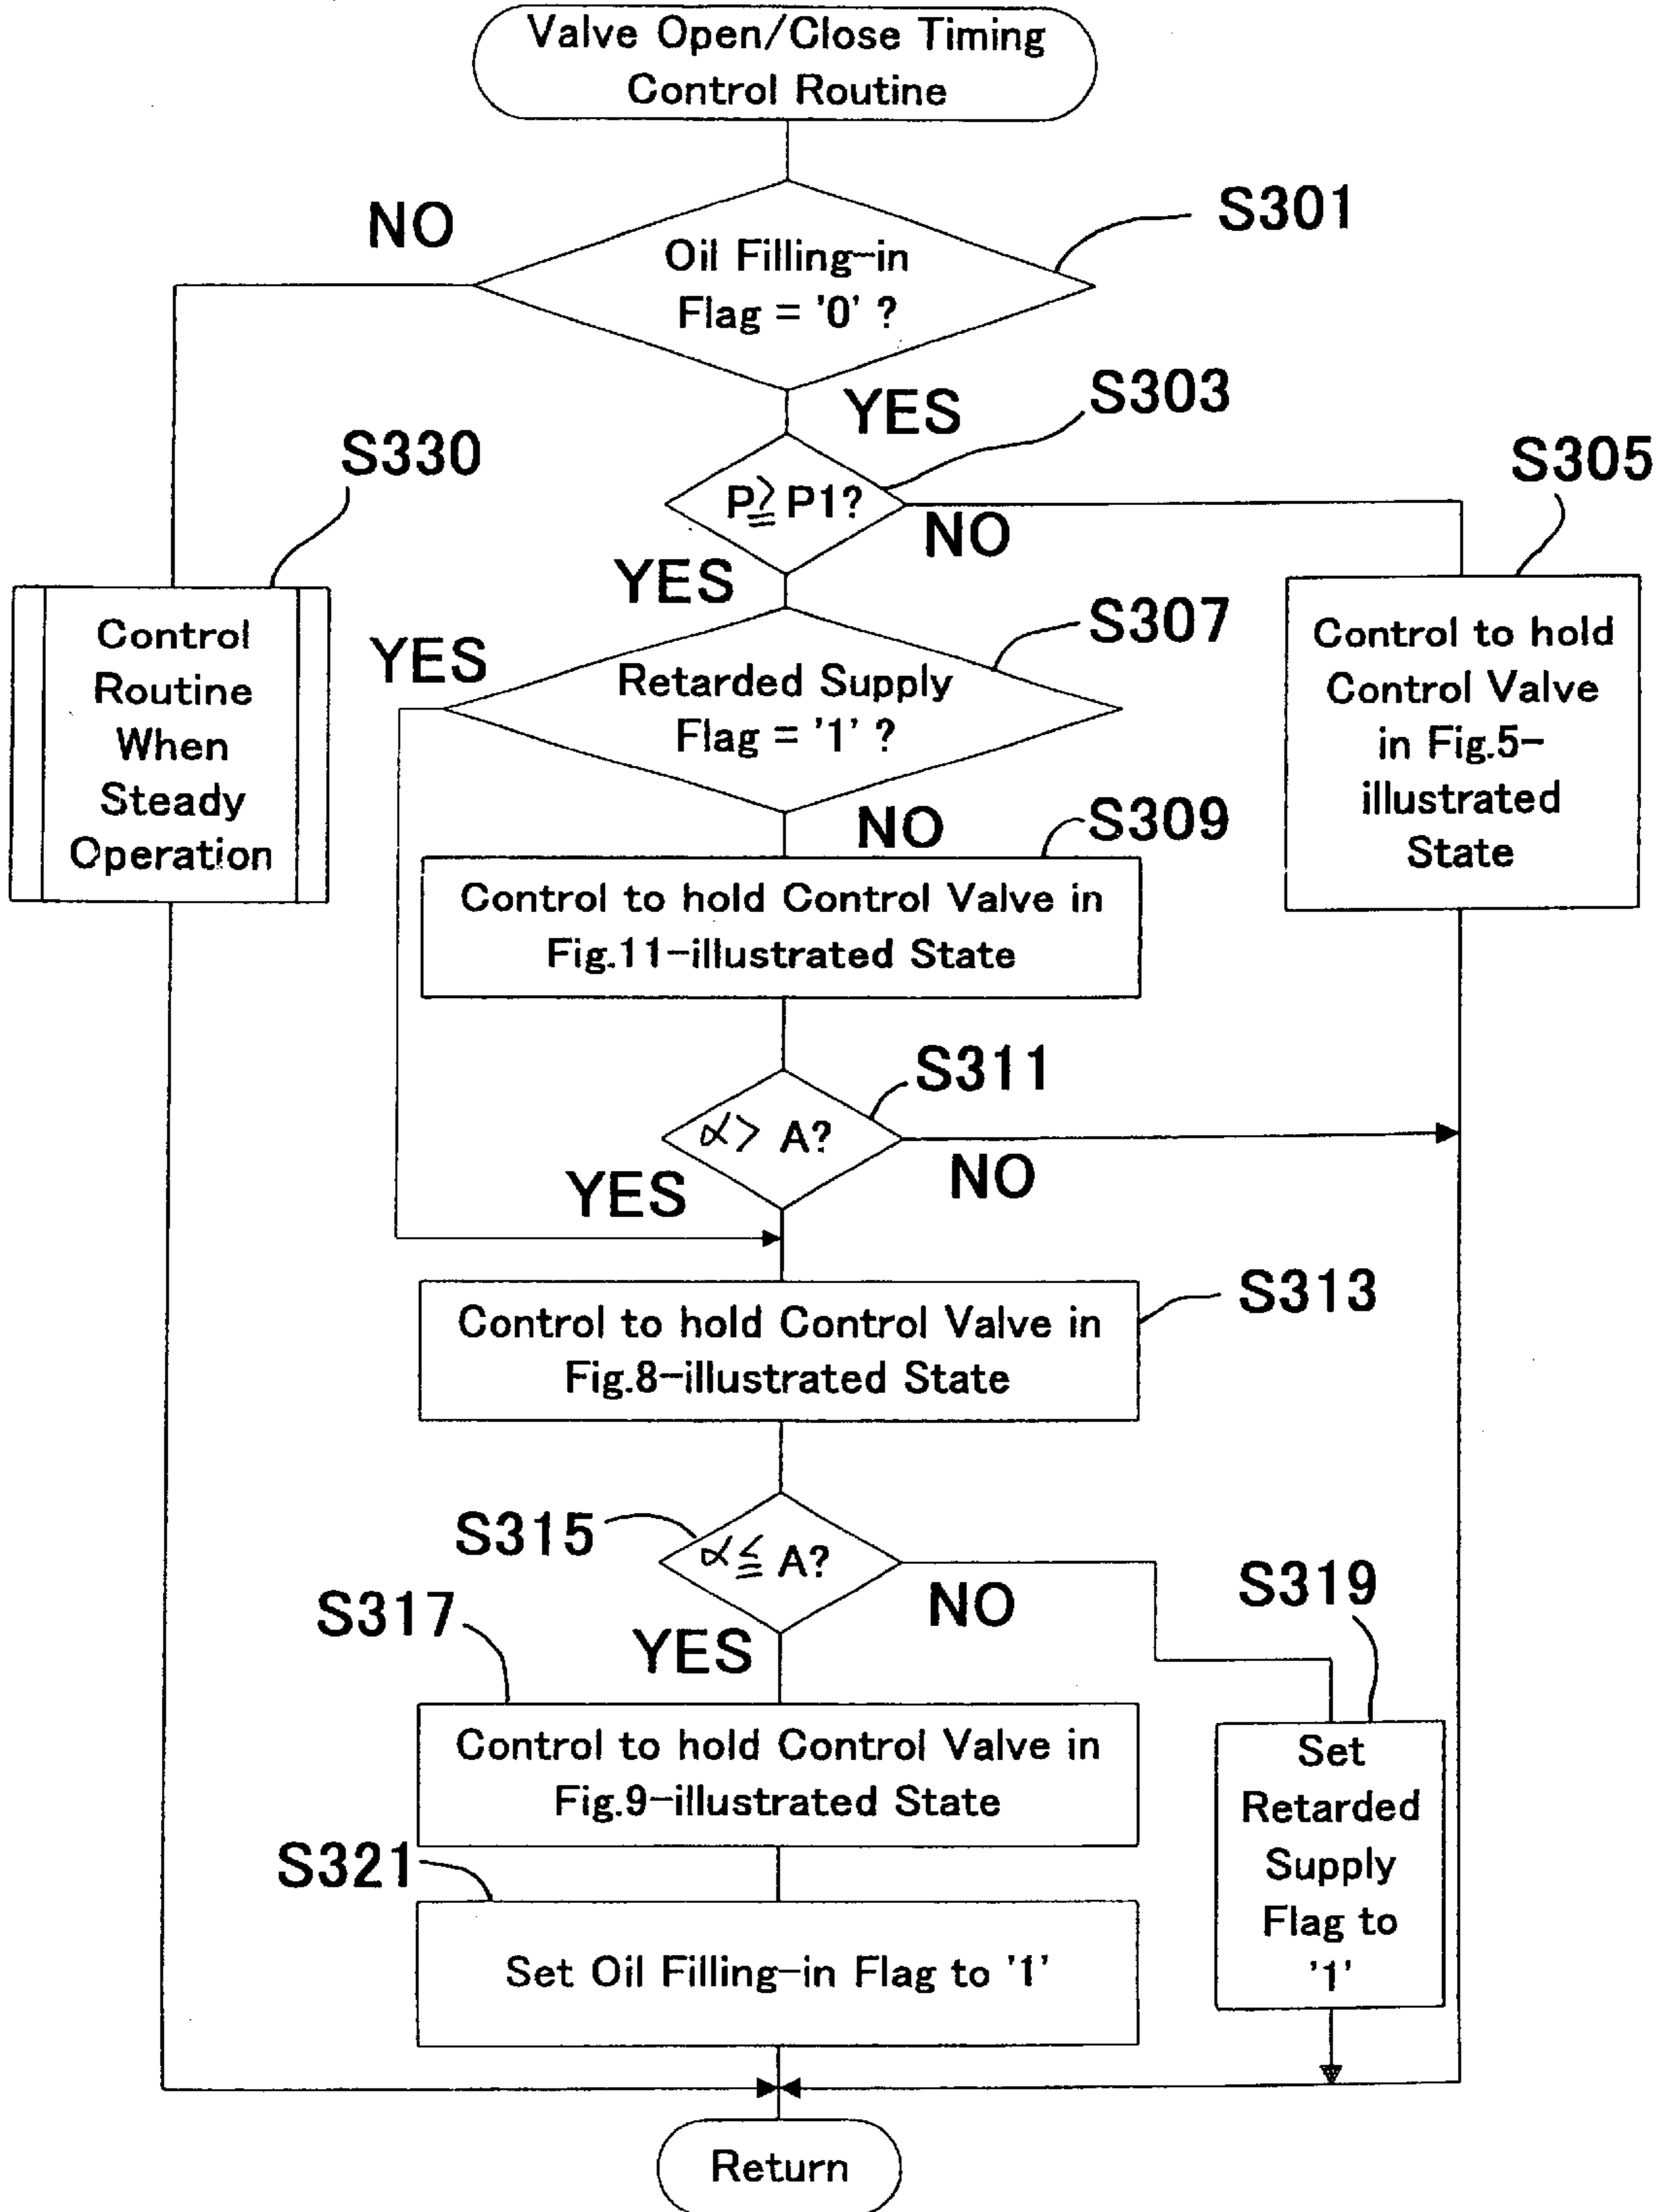 Valve Open/Close Timing
Control Routine
S301
NO
Oil Filling-in
Flag = '0' ?
YES
S303
P≧ P1?
NO
YES
S330
S305
Control
Routine
When
Steady
Operation
Control to hold
Control Valve
in Fig.5-
illustrated
State
S307
YES
Retarded Supply
Flag = '1' ?
NO
S309
Control to hold Control Valve in
Fig.11-illustrated State
S311
α> A?
NO
YES
S313
Control to hold Control Valve in
Fig.8-illustrated State
S315
α≦ A?
NO
YES
S319
S317
Control to hold Control Valve in
Fig.9-illustrated State
Set
Retarded
Supply
Flag to
'1'
S321
Set Oil Filling-in Flag to '1'
Return